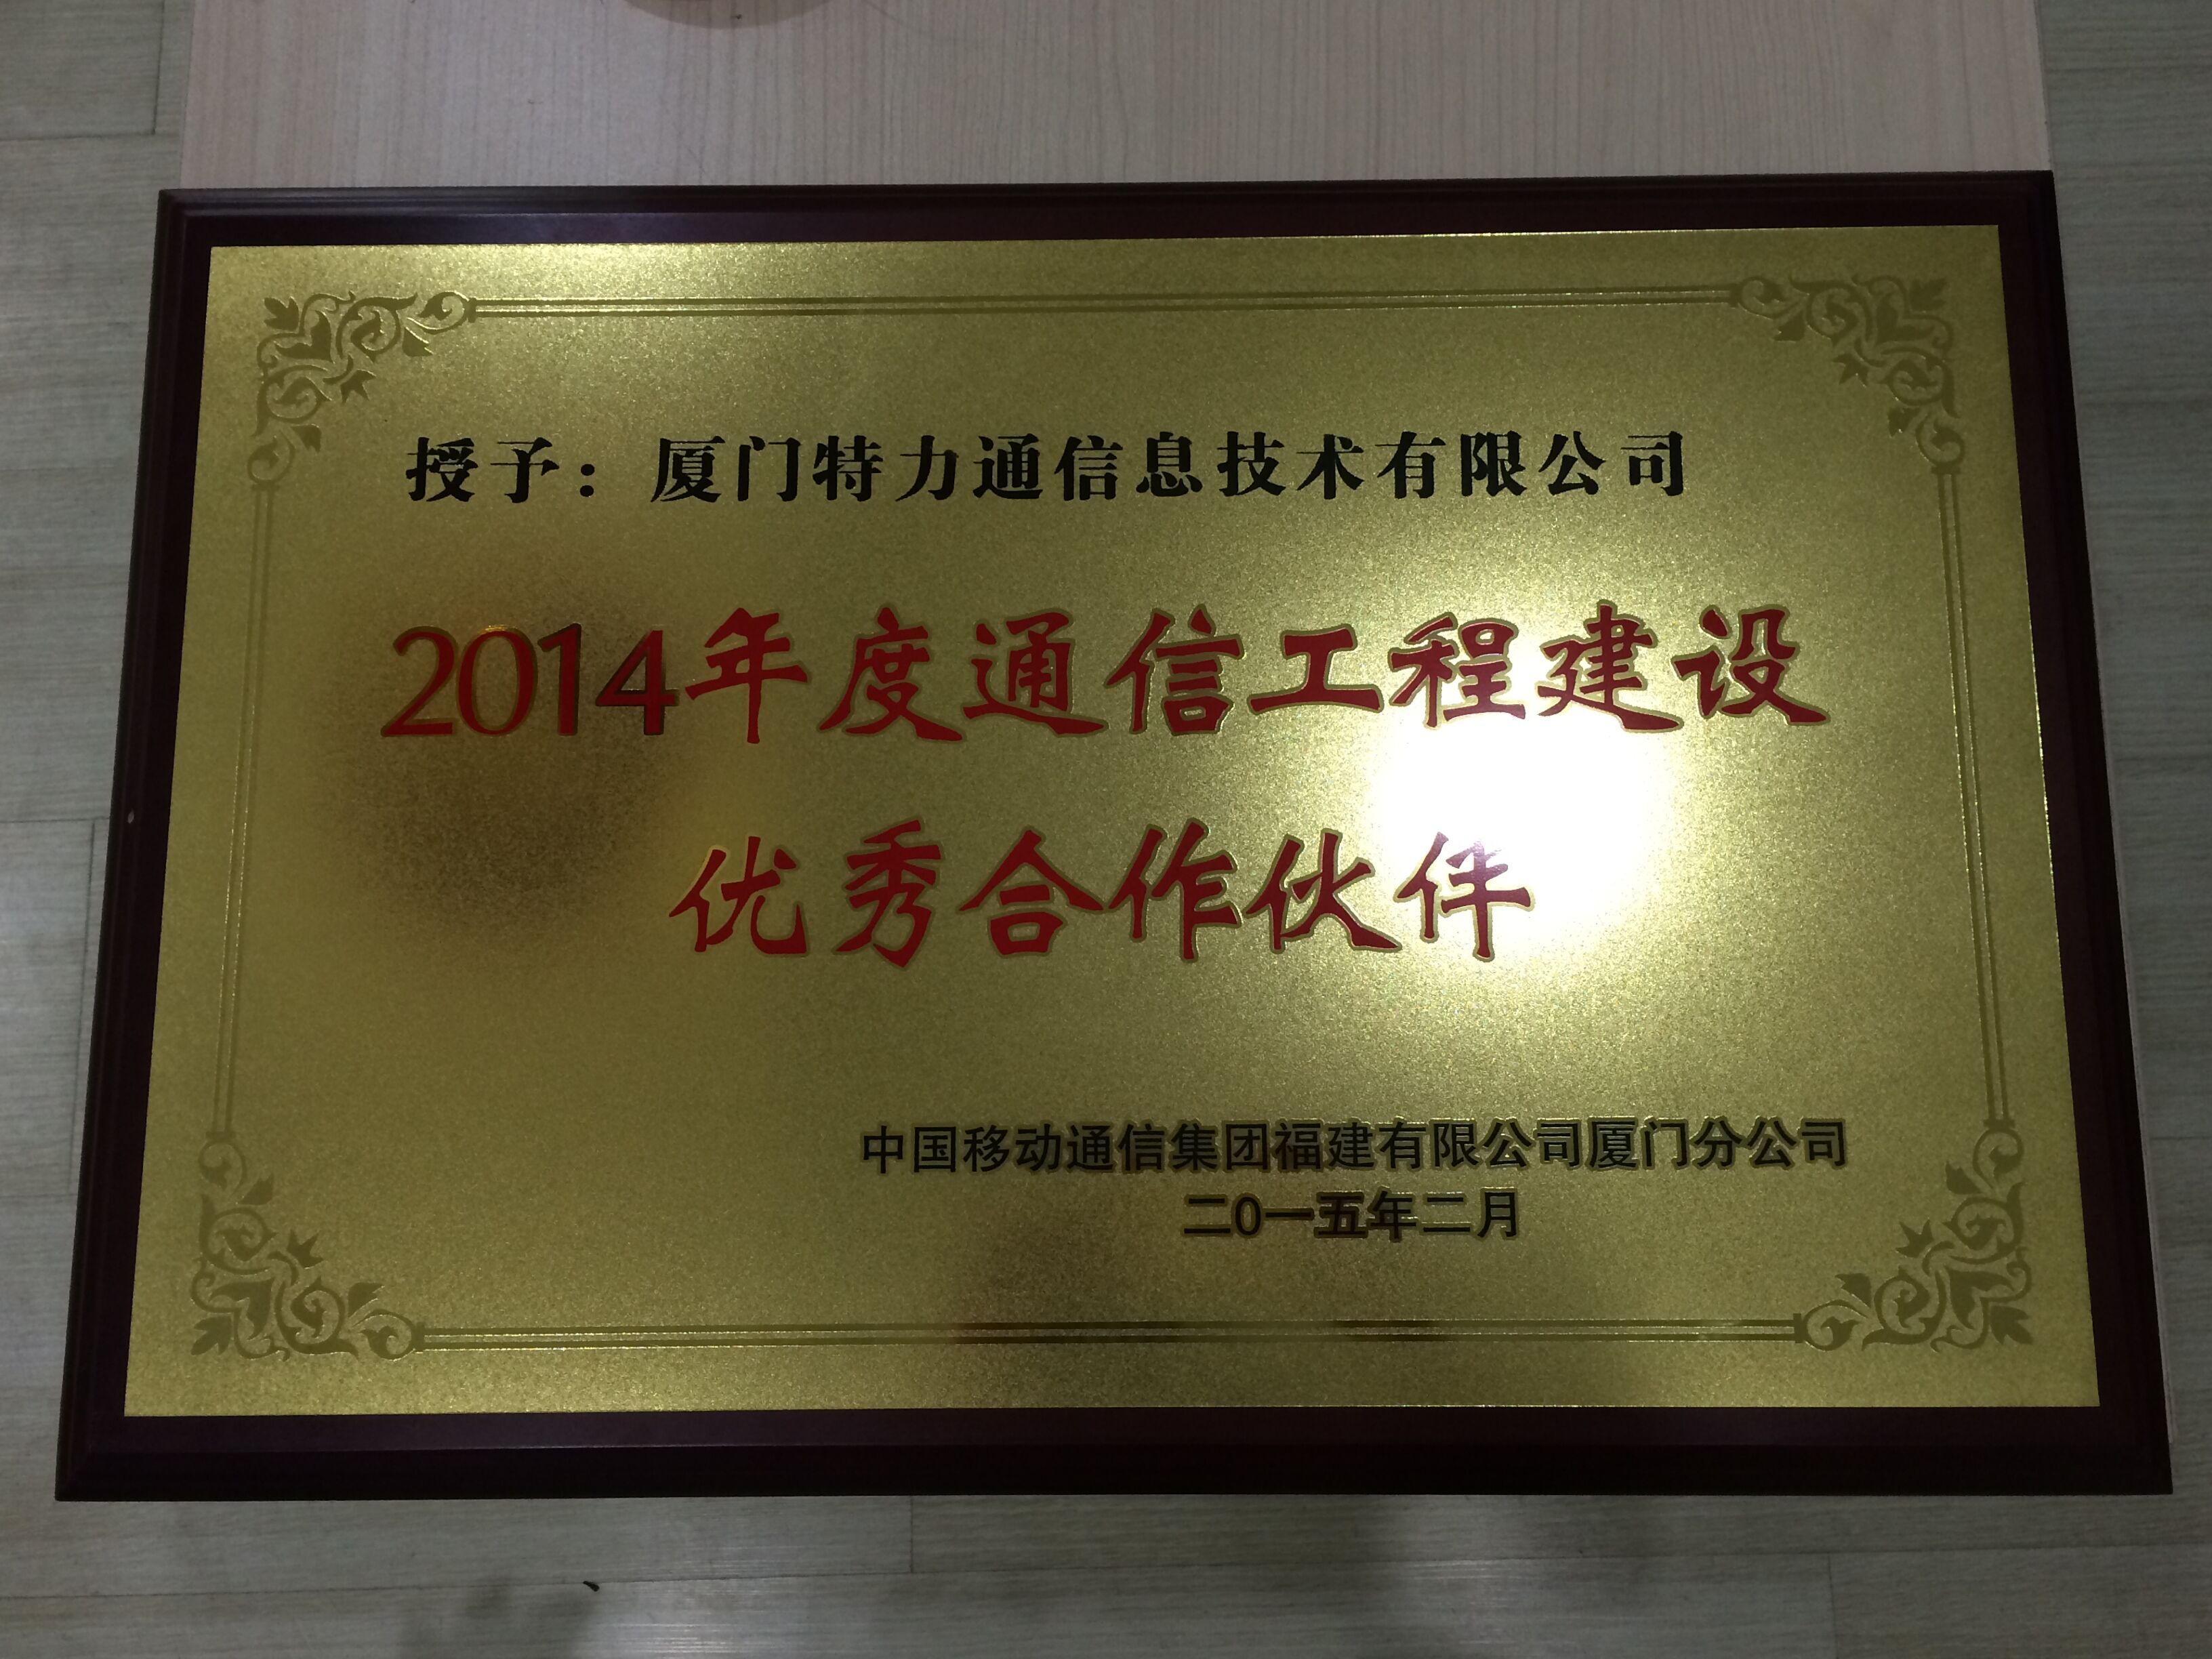 授予：厦门特力通信息技术有限公司
2014年度通信工程建设
优秀合作伙伴
中国移动通信集团福建有限公司厦门分公司
二0一五年二月